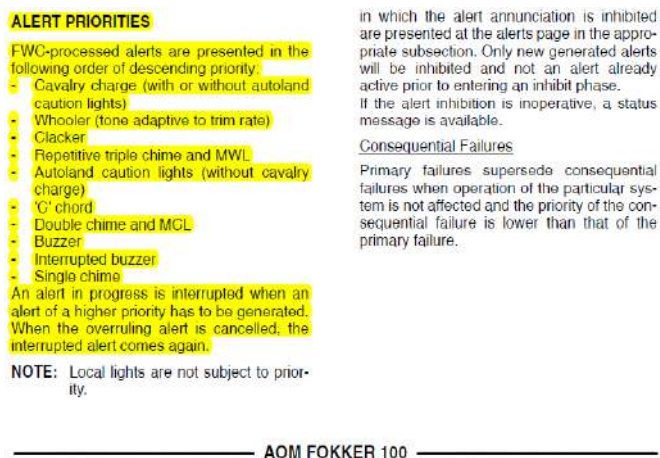 ALERT PRIORITIES
FWC-processed alerts are presented in the
following order of descending priority:
- Cavalry charge (with or without autoland
caution lights)
- Whooler (tone adaptive to trim rate)
- Clacker
- Repetitive triple chime and MWL
- Autoland caution lights (without cavalry
charge)
- 'C' chord
- Double chime and MCL
- Buzzer
- Interrupted buzzer
- Single chime
An alert in progress is interrupted when an
alert of a higher priority has to be generated.
When the overruling alert is cancelled, the
interrupted alert comes again.
NOTE: Local lights are not subject to prior-
ity.
in which the alert annunciation is inhibited
are presented at the alerts page in the appro-
priate subsection. Only new generated alerts
will be inhibited and not an alert already
active prior to entering an inhibit phase.
If the alert inhibition is inoperative, a status
message is available.
Consequential Failures
Primary failures supersede consequential
failures when operation of the particular sys-
tem is not affected and the priority of the con-
sequential failure is lower than that of the
primary failure.
AOM FOKKER 100